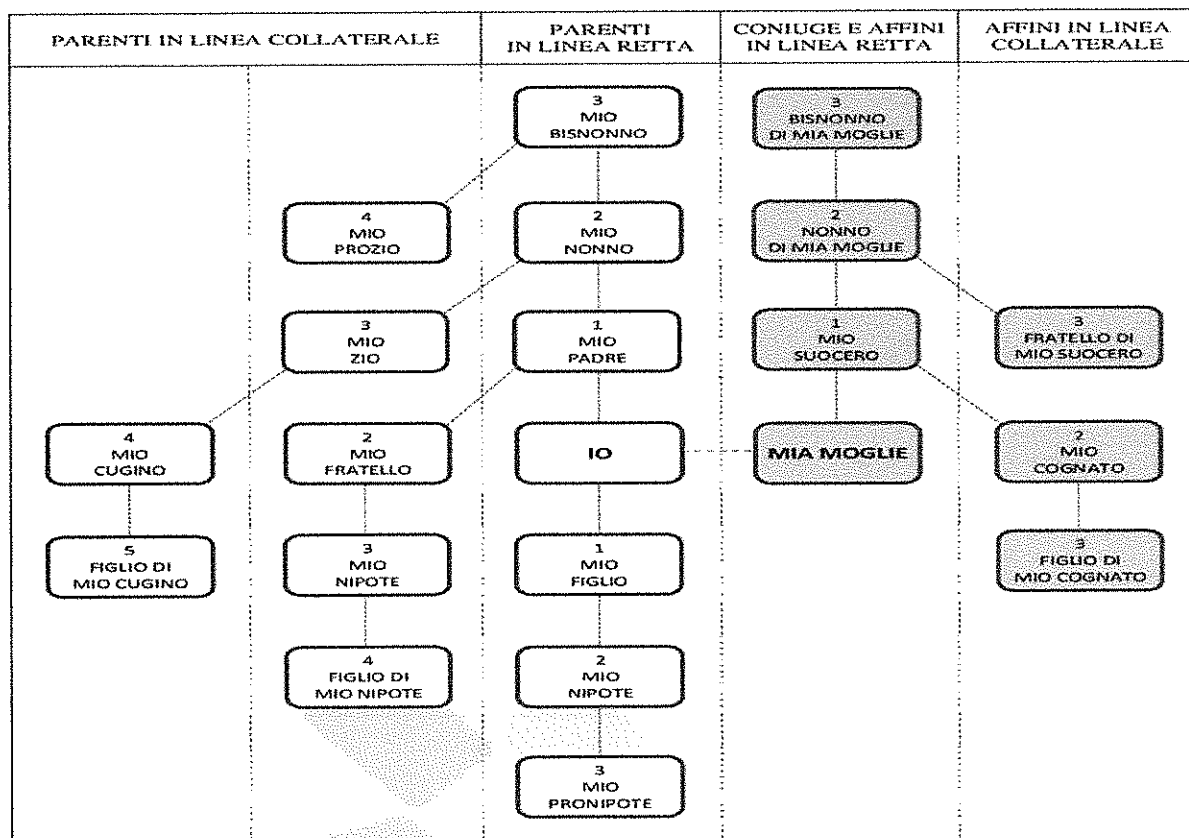 PARENTI IN LINEA COLLATERALE
PARENTI
IN LINEA RETTA
CONIUGE E AFFINI
IN LINEA RETTA
AFFINI IN LINEA
COLLATERALE
3
MIO
BISNONNO
3
BISNONNO
DI MIA MOGLIE
4
MIO
PROZIO
2
MIO
NONNO
2
NONNO
DI MIA MOGLIE
3
MIO
ZIO
1
MIO
PADRE
1
MIO
SUOCERO
3
FRATELLO DI
MIO SUOCERO
4
MIO
CUGINO
2
MIO
FRATELLO
IO
MIA MOGLIE
2
MIO
COGNATO
5
FIGLIO DI
MIO CUGINO
3
MIO
NIPOTE
1
MIO
FIGLIO
3
FIGLIO DI
MIO COGNATO
4
FIGLIO DI
MIO NIPOTE
2
MIO
NIPOTE
3
MIO
PRONIPOTE